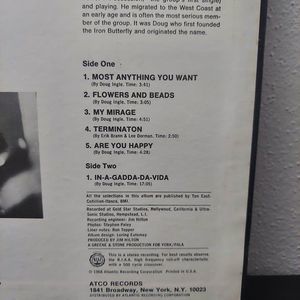 the group's first single)
and playing. He migrated to the West Coast at
an early age and is often the most serious mem-
ber of the group. It was Doug who first founded
the Iron Butterfly and originated the name.
Side One
1. MOST ANYTHING YOU WANT
(By Doug Ingle, Time: 3:41)
2. FLOWERS AND BEADS
(By Doug Ingle, Time: 3:05)
3. MY MIRAGE
(By Doug Ingle, Time: 4:51)
4. TERMINATON
(By Erik Brann & Lee Dorman, Time: 2:50)
5. ARE YOU HAPPY
(By Doug Ingle, Time: 4:28)
Side Two
1. IN-A-GADDA-DA-VIDA
(By Doug Ingle, Time: 17:05)
All the selections in this album are published by Ten East-
Cotillion-Itasca, BMI.
Recorded at Gold Star Studios, Hollywood, California & Ultra-
Sonic Studios, Hempstead, L.I.
Recording engineers: Jim Hilton
Photos: Stephen Paley
Liner notes: Ron Tepper
Album design: Loring Eutemey
PRODUCED BY JIM HILTON
A GREENE & STONE PRODUCTION FOR YORK/PALA
This is a stereo recording. For best results observe
the R.I.A.A. high frequency roll-off characteristic
with a 500 cycle crossover.
© 1968 Atlantic Recording Corporation Printed in U.S.A.
ATCO RECORDS
1841 Broadway, New York, N.Y. 10023
DISTRIBUTED BY ATLANTIC RECORDING CORPORATION